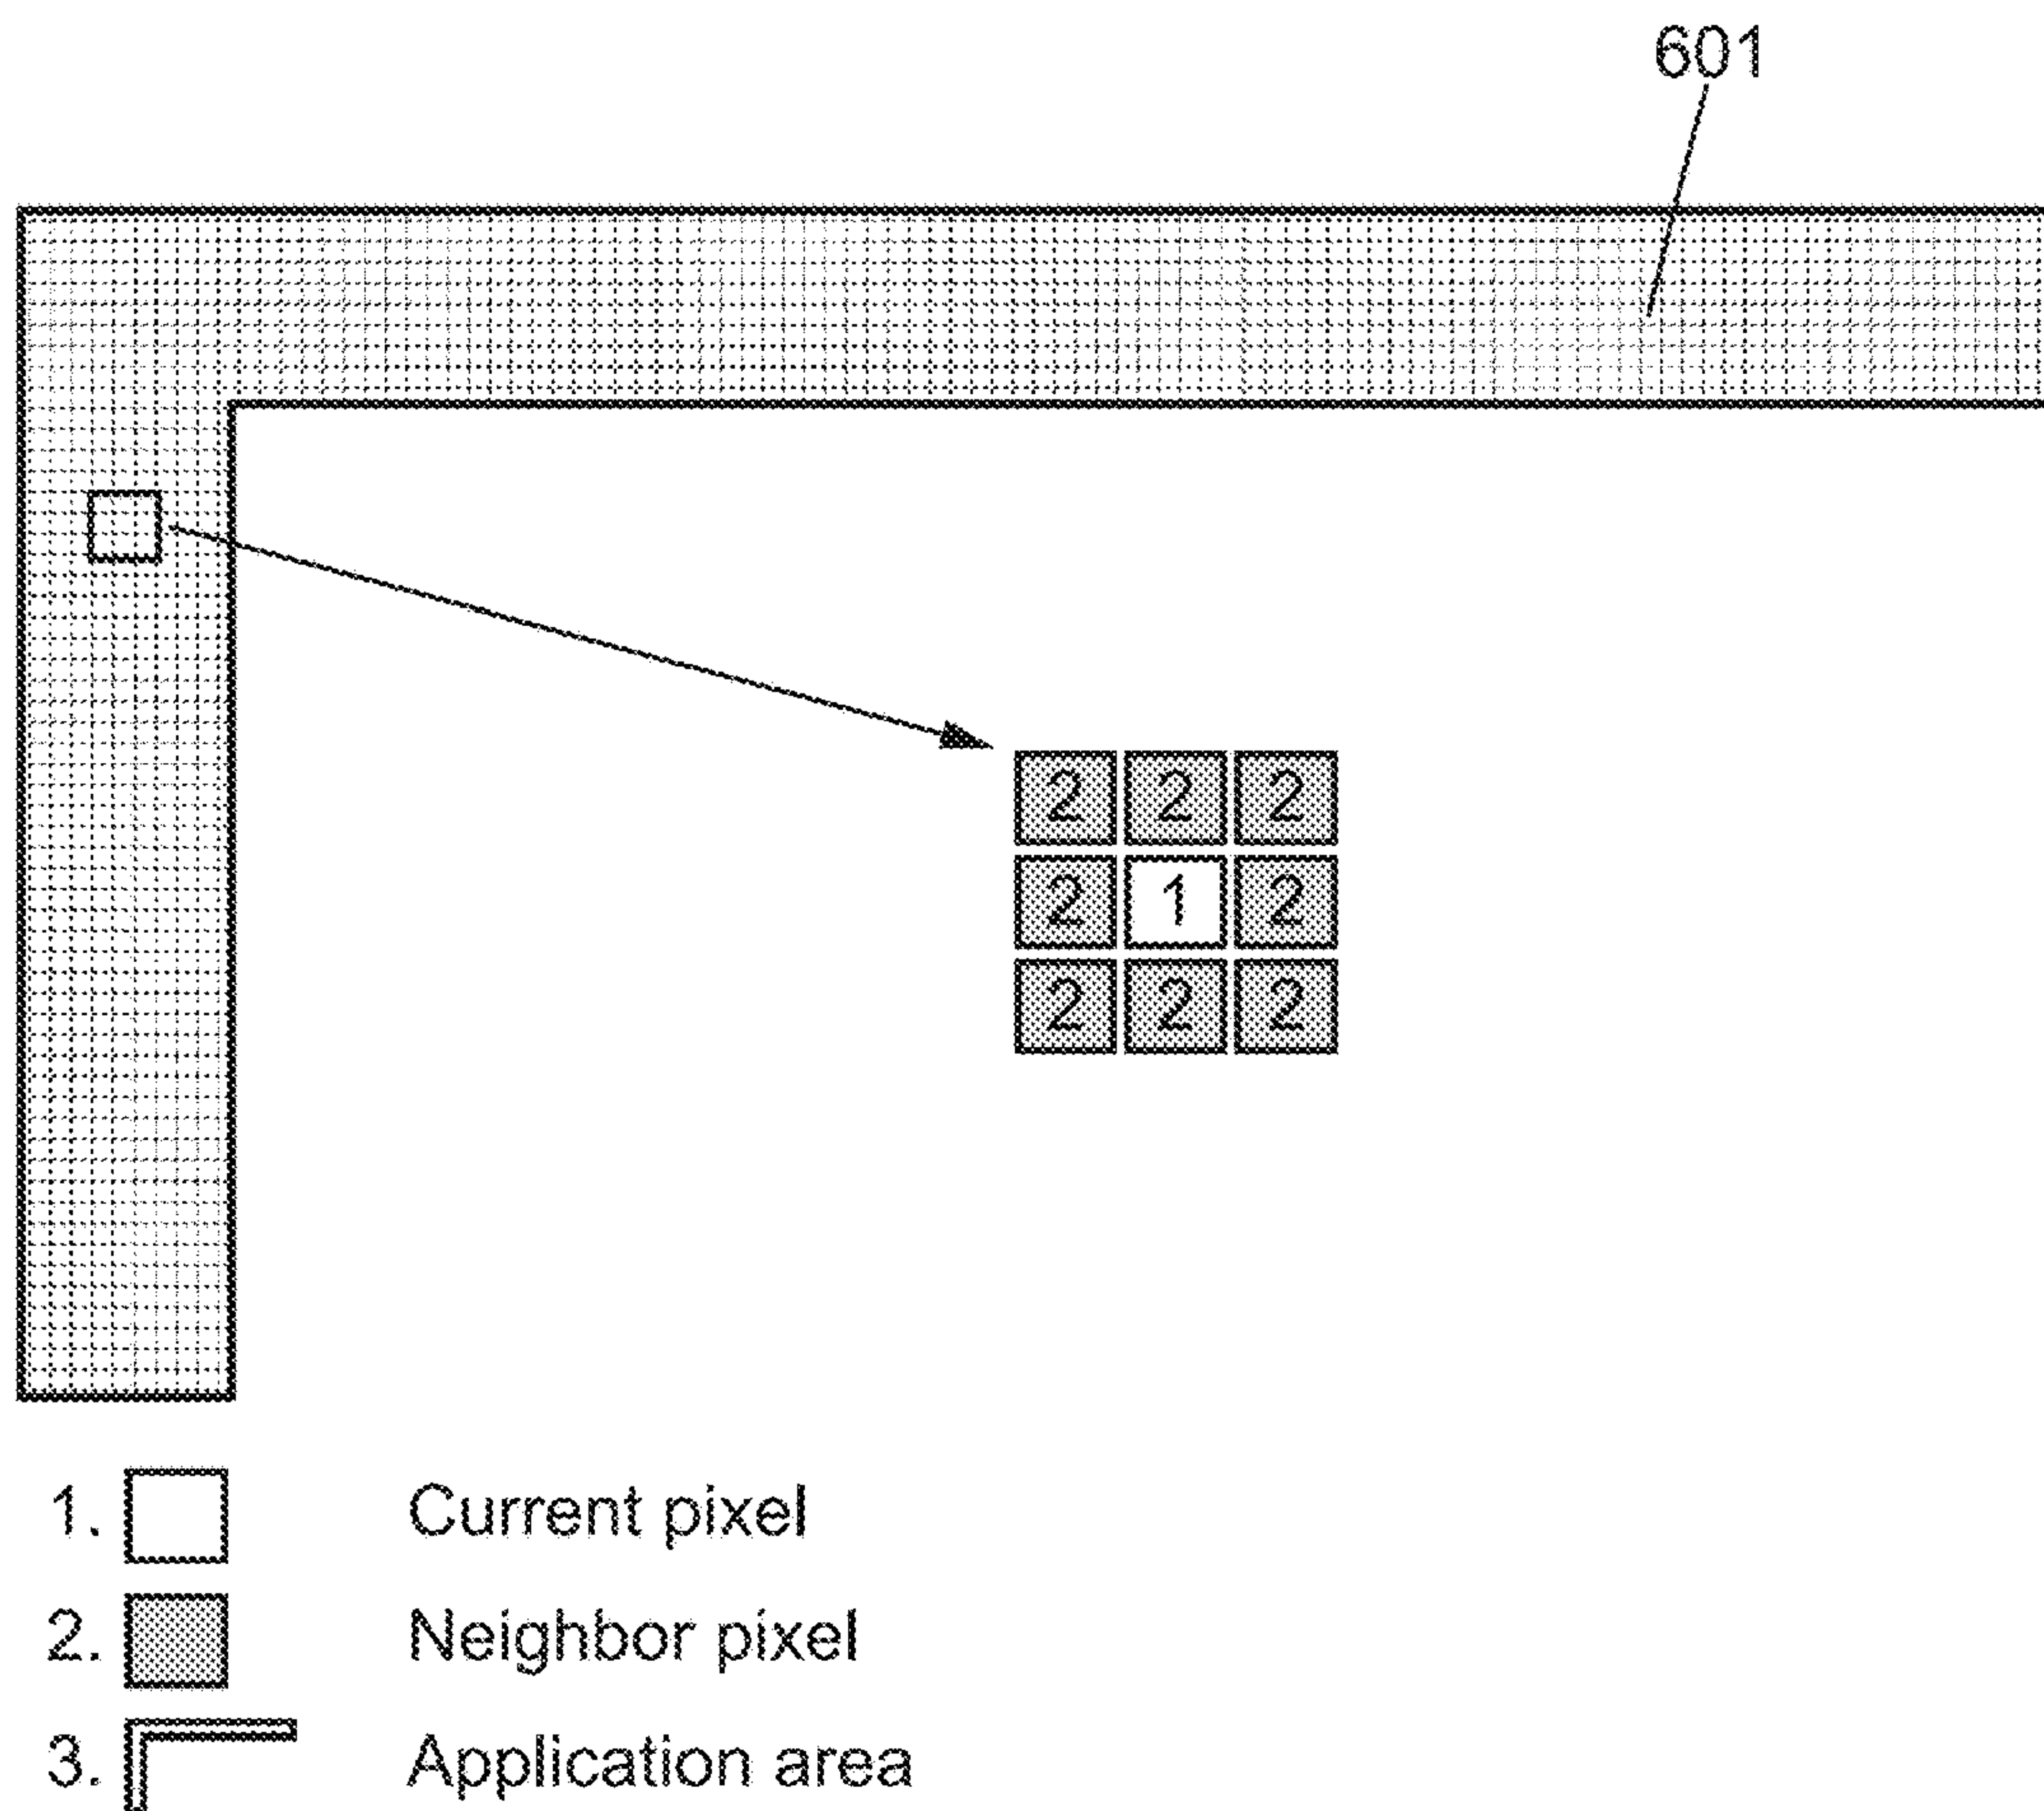 601
2 2 2
2 1 2
2 2 2
1. Current pixel
2. Neighbor pixel
3. Application area